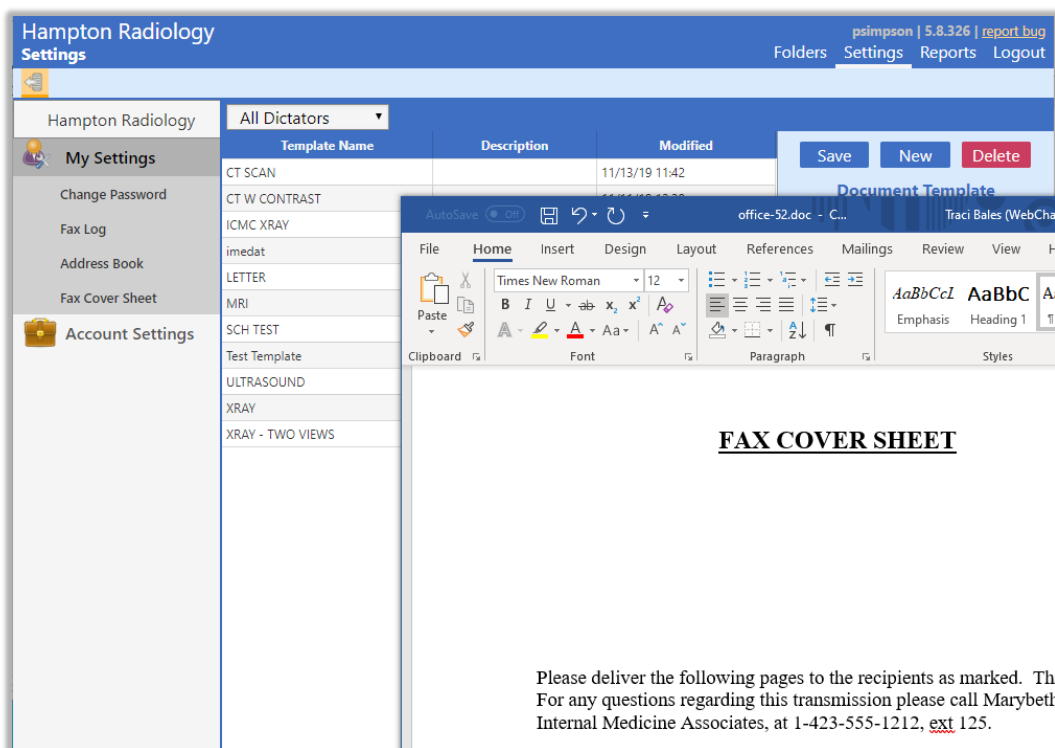 Hampton Radiology
Settings
psimpson | 5.8.326 | report bug
Folders Settings Reports Logout
Hampton Radiology
My Settings
Change Password
Fax Log
Address Book
Fax Cover Sheet
Account Settings
All Dictators
Template Name Description Modified
CT SCAN 11/13/19 11:42
CT W CONTRAST
ICMC XRAY
imedat
LETTER
MRI
SCH TEST
Test Template
ULTRASOUND
XRAY
XRAY - TWO VIEWS
Save New Delete
Document Template
AutoSave Off office-52.doc - C... Traci Bales (WebCha
File Home Insert Design Layout References Mailings Review View H
Paste
Clipboard
Times New Roman 12
B I U ab x₂ x² A
A A Aa A^ A˅
Font
Paragraph
AaBbCcL AaBbC A
Emphasis Heading 1
Styles
FAX COVER SHEET
Please deliver the following pages to the recipients as marked. Th
For any questions regarding this transmission please call Marybeth
Internal Medicine Associates, at 1-423-555-1212, ext 125.